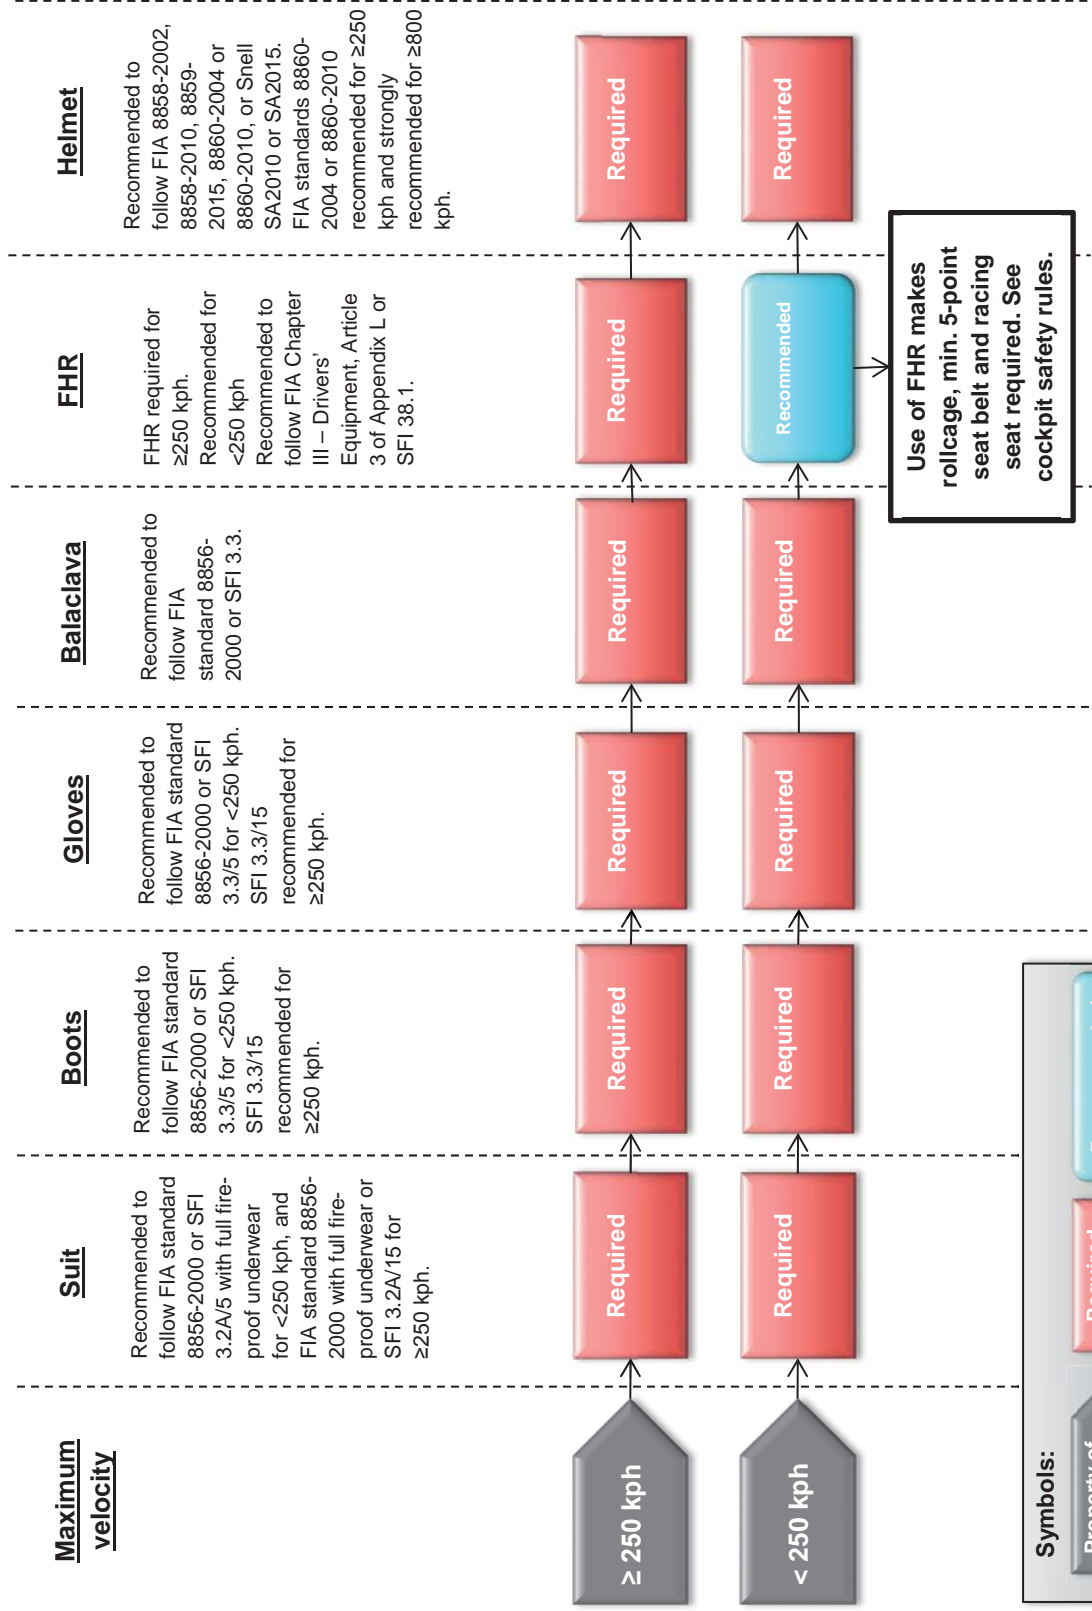 Maximum
velocity
Suit
Recommended to
follow FIA standard
8856-2000 or SFI
3.2A/5 with full fire-
proof underwear
for <250 kph, and
FIA standard 8856-
2000 with full fire-
proof underwear or
SFI 3.2A/15 for
≥250 kph.
Boots
Recommended to
follow FIA standard
8856-2000 or SFI
3.3/5 for <250 kph.
SFI 3.3/15
recommended for
≥250 kph.
Gloves
Recommended to
follow FIA standard
8856-2000 or SFI
3.3/5 for <250 kph.
SFI 3.3/15
recommended for
≥250 kph.
Balaclava
Recommended to
follow FIA
standard 8856-
2000 or SFI 3.3.
FHR
FHR required for
≥250 kph.
Recommended for
<250 kph
Recommended to
follow FIA Chapter
III – Drivers’
Equipment, Article
3 of Appendix L or
SFI 38.1.
Helmet
Recommended to
follow FIA 8858-2002,
8858-2010, 8859-
2015, 8860-2004 or
8860-2010, or Snell
SA2010 or SA2015.
FIA standards 8860-
2004 or 8860-2010
recommended for ≥250
kph and strongly
recommended for ≥800
kph.
≥ 250 kph
Required
Required
Required
Required
Required
Required
< 250 kph
Required
Required
Required
Required
Recommended
Required
Use of FHR makes
rollcage, min. 5-point
seat belt and racing
seat required. See
cockpit safety rules.
Symbols:
Property of
Required